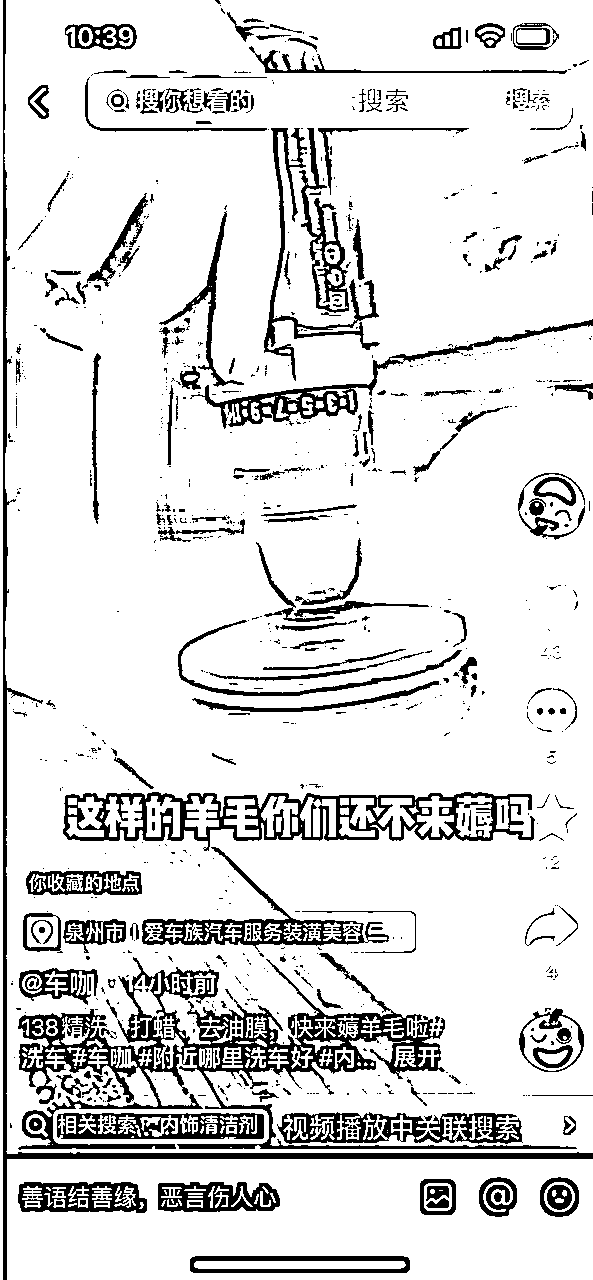 10:39
搜你想看的
搜索
搜索
1·3·5·7·9·W
43
5
这样的羊毛你们还不来薅吗
12
你收藏的地点
泉州市 爱车族汽车服务装潢美容
@车咖 · 14小时前
4
138精洗、打蜡、去油膜，快来薅羊毛啦#
洗车 #车咖 #附近哪里洗车好 #内... 展开
相关搜索 · 内饰清洁剂 视频播放中关联搜索
善语结善缘，恶言伤人心